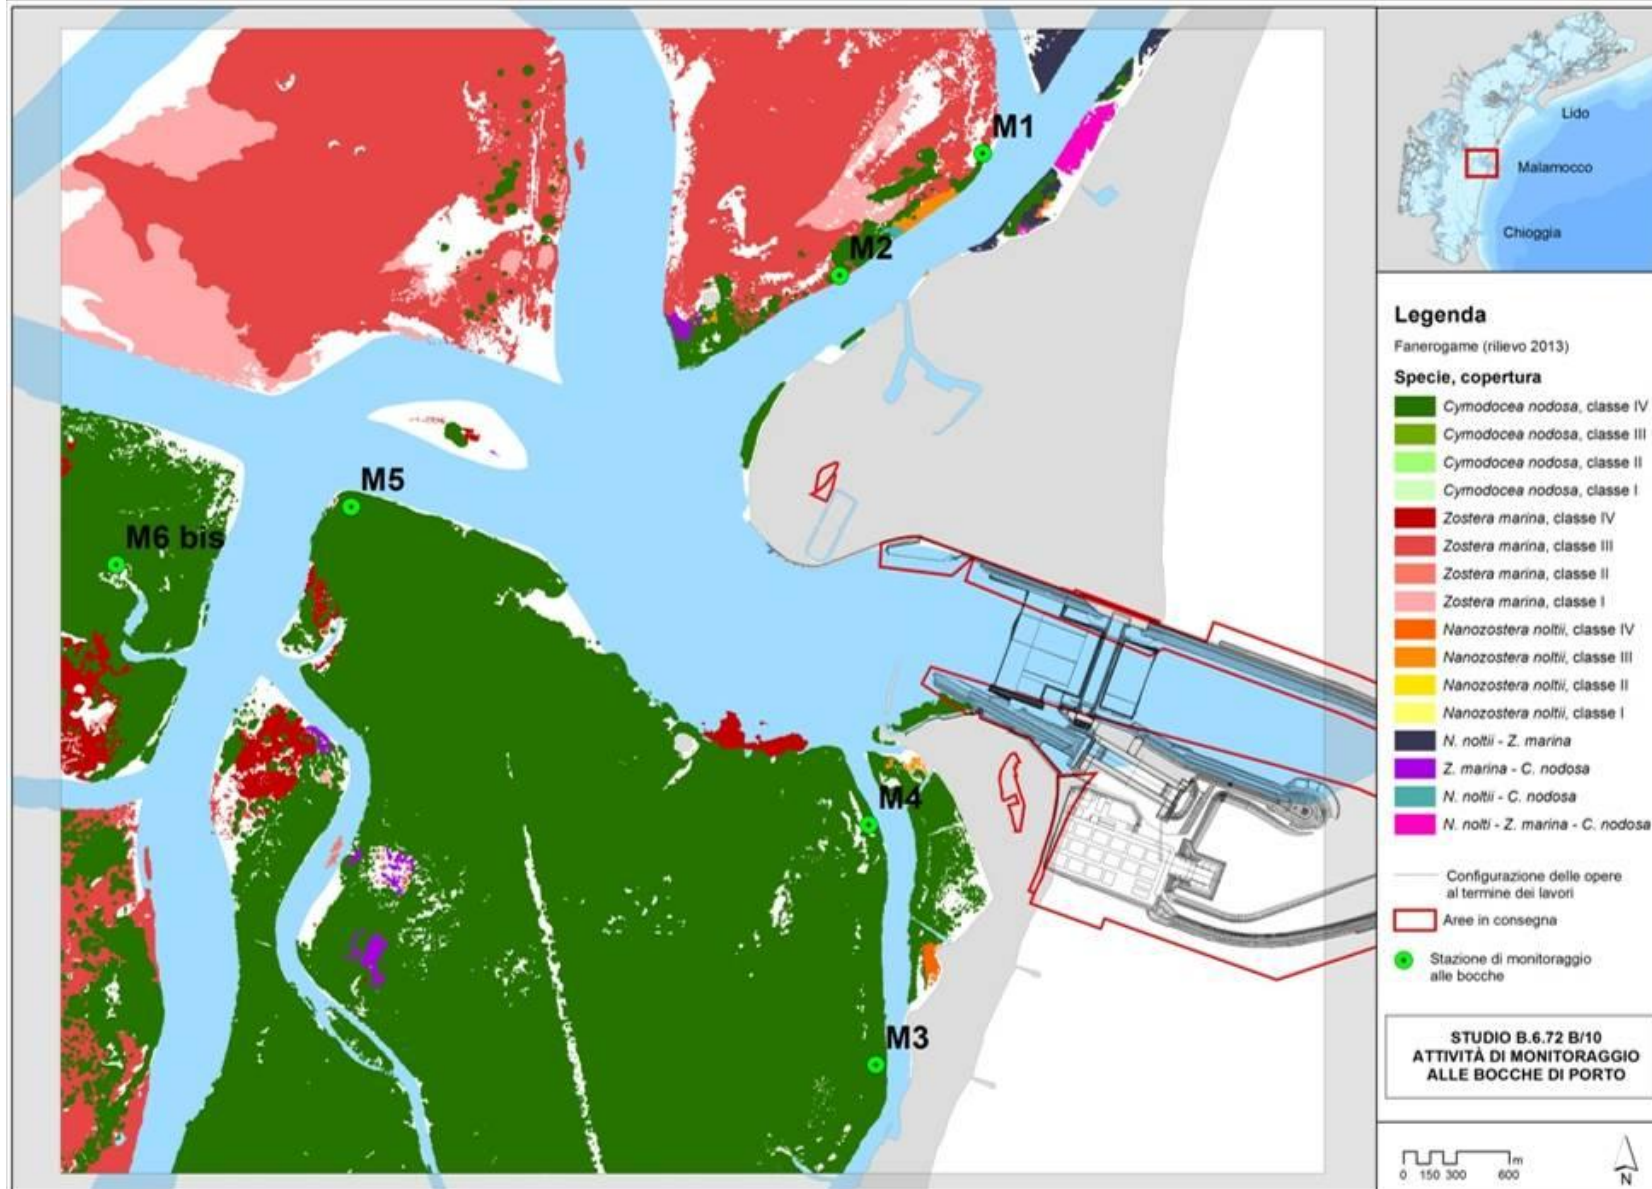 M1
M2
M5
M6 bis
M4
M3
Lido
Malamocco
Chioggia
Legenda
Fanerogame (rilievo 2013)
Specie, copertura
Cymodocea nodosa, classe IV
Cymodocea nodosa, classe III
Cymodocea nodosa, classe II
Cymodocea nodosa, classe I
Zostera marina, classe IV
Zostera marina, classe III
Zostera marina, classe II
Zostera marina, classe I
Nanozostera noltii, classe IV
Nanozostera noltii, classe III
Nanozostera noltii, classe II
Nanozostera noltii, classe I
N. noltii - Z. marina
Z. marina - C. nodosa
N. noltii - C. nodosa
N. nolti - Z. marina - C. nodosa
Configurazione delle opere
al termine dei lavori
Aree in consegna
Stazione di monitoraggio
alle bocche
STUDIO B.6.72 B/10
ATTIVITÀ DI MONITORAGGIO
ALLE BOCCHE DI PORTO
m
0 150 300 600
N